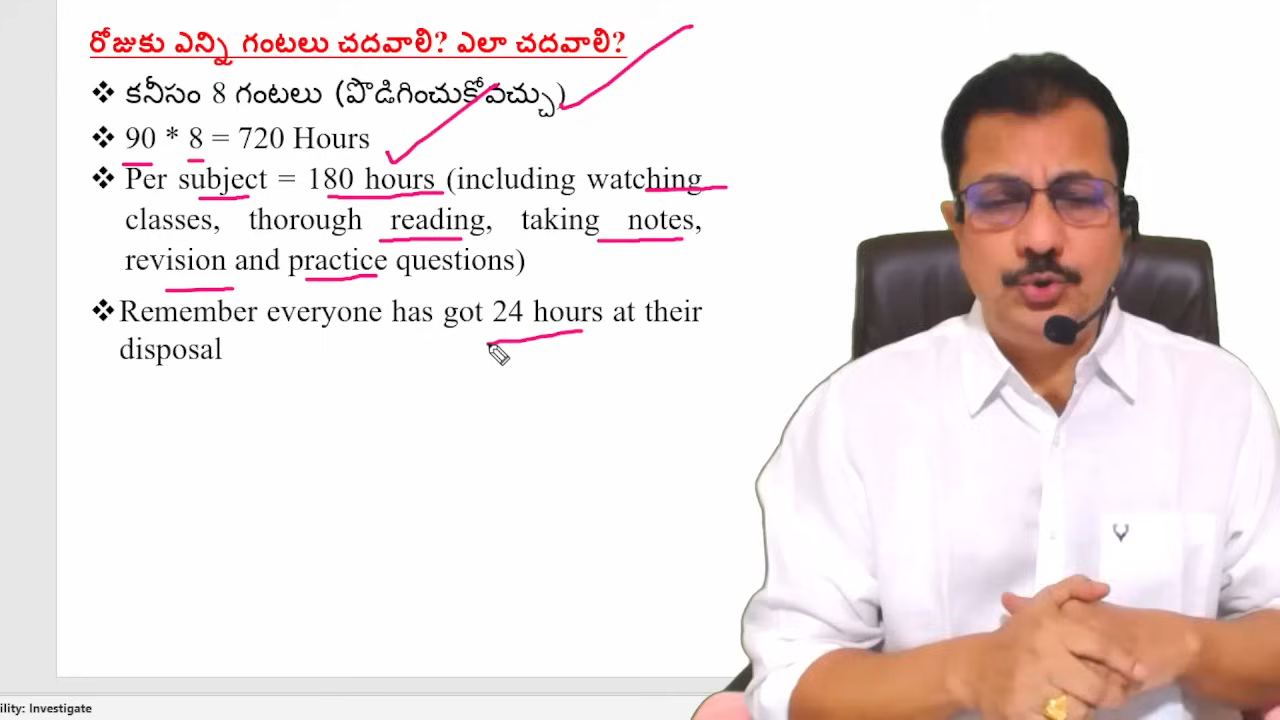 రోజుకు ఎన్ని గంటలు చదవాలి? ఎలా చదవాలి?
❖ కనీసం 8 గంటలు (పొడిగించుకోవచ్చు)
❖ 90 * 8 = 720 Hours
❖ Per subject = 180 hours (including watching
classes, thorough reading, taking notes,
revision and practice questions)
❖ Remember everyone has got 24 hours at their
disposal
ility: Investigate